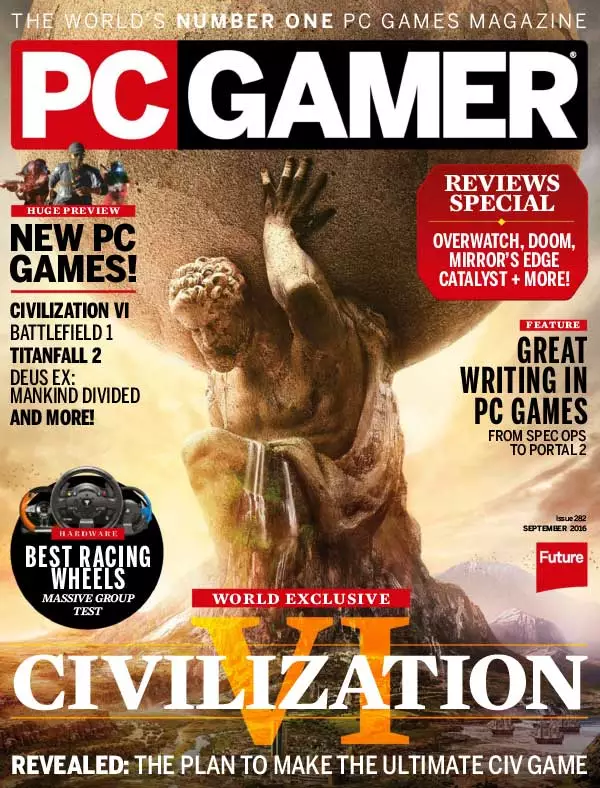 THE WORLD'S NUMBER ONE PC GAMES MAGAZINE
PC GAMER®
HUGE PREVIEW
NEW PC
GAMES!
CIVILIZATION VI
BATTLEFIELD 1
TITANFALL 2
DEUS EX:
MANKIND DIVIDED
AND MORE!
REVIEWS
SPECIAL
OVERWATCH, DOOM,
MIRROR'S EDGE
CATALYST + MORE!
FEATURE
GREAT
WRITING IN
PC GAMES
FROM SPEC OPS
TO PORTAL 2
Issue 282
SEPTEMBER 2016
Future
HARDWARE
BEST RACING
WHEELS
MASSIVE GROUP
TEST
WORLD EXCLUSIVE
VI
CIVILIZATION
REVEALED: THE PLAN TO MAKE THE ULTIMATE CIV GAME